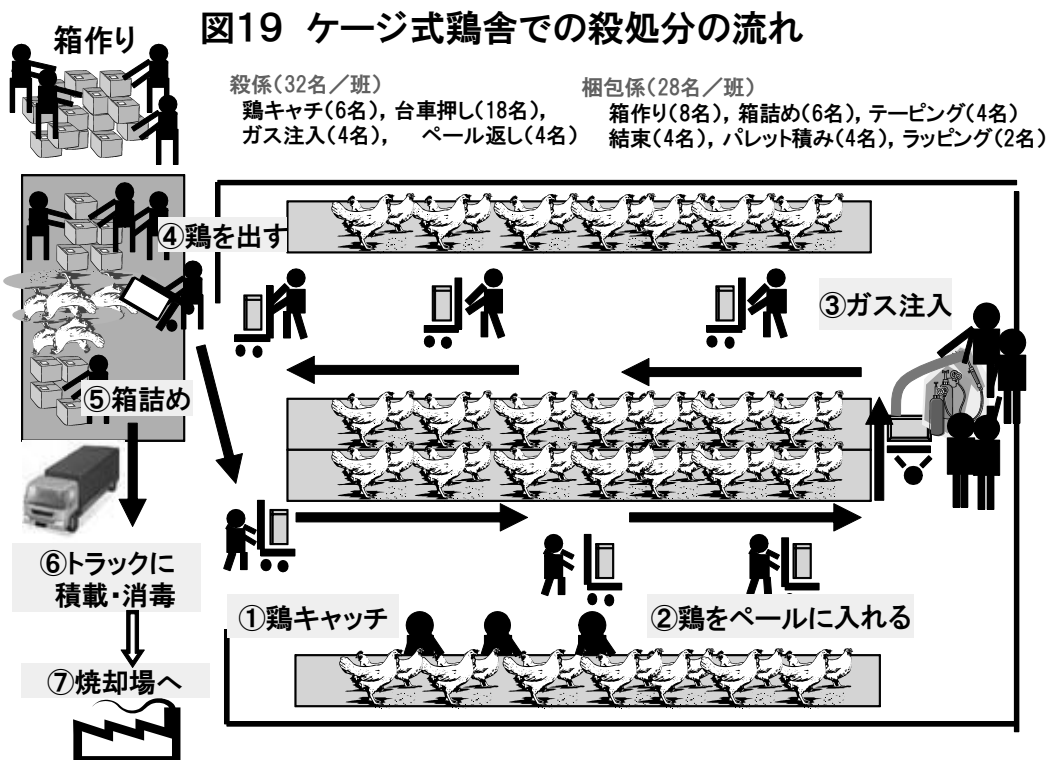 図19 ケージ式鶏舎での殺処分の流れ
箱作り
殺係(32名/班)
鶏キャチ(6名), 台車押し(18名),
ガス注入(4名), ペール返し(4名)
梱包係(28名/班)
箱作り(8名), 箱詰め(6名), テーピング(4名)
結束(4名), パレット積み(4名), ラッピング(2名)
④鶏を出す
③ガス注入
⑤箱詰め
⑥トラックに
積載・消毒
①鶏キャッチ
②鶏をペールに入れる
⑦焼却場へ